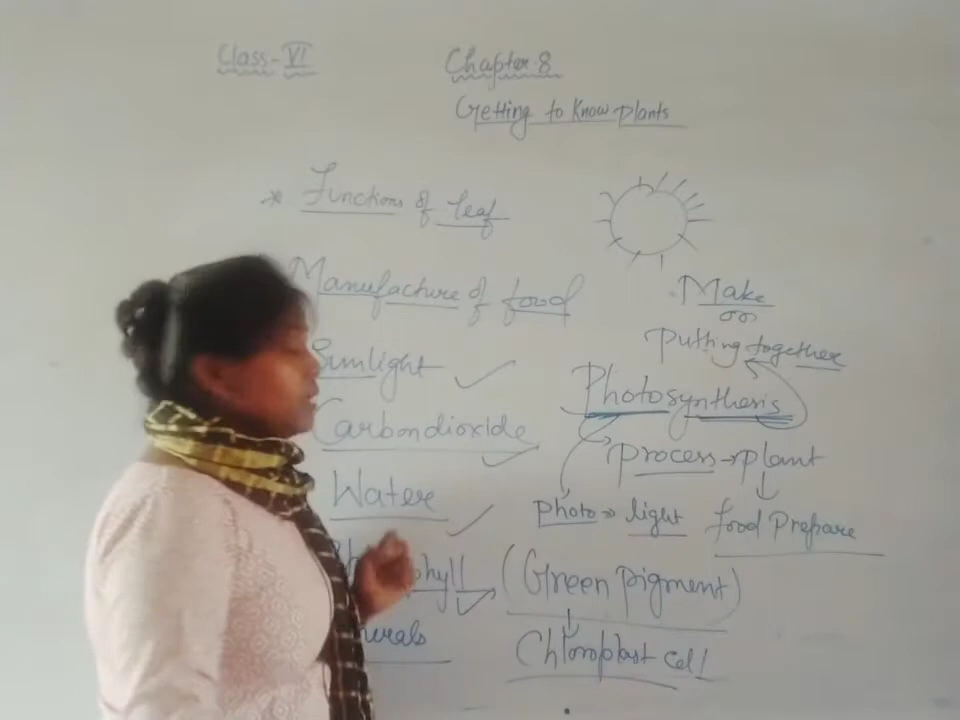 Class-VI
Chapter-8
Getting to Know plants
* Functions of leaf
Manufacture of food
Sunlight
Carbondioxide
Water
(Green pigment)
Chloroplast cell
Make
or
Putting together
Photosynthesis
Process → plant
Photo → light
food Prepare